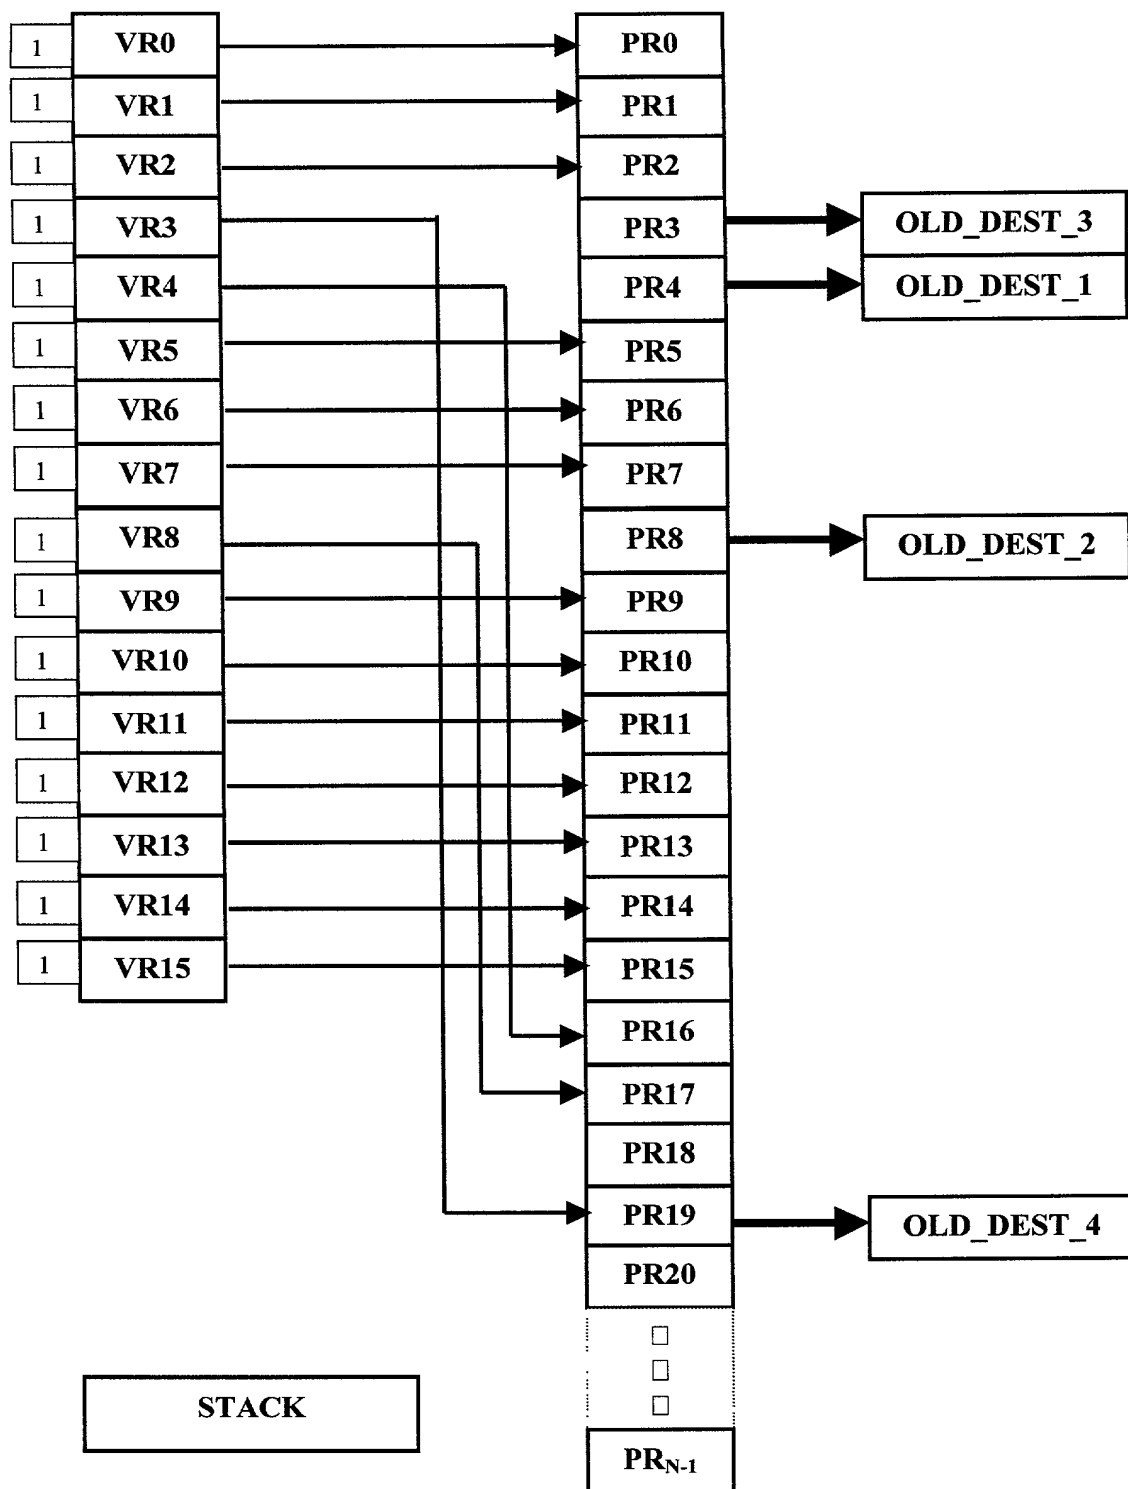 1 VR0 PR0
1 VR1 PR1
1 VR2 PR2
1 VR3 PR3 OLD_DEST_3
1 VR4 PR4 OLD_DEST_1
1 VR5 PR5
1 VR6 PR6
1 VR7 PR7
1 VR8 PR8 OLD_DEST_2
1 VR9 PR9
1 VR10 PR10
1 VR11 PR11
1 VR12 PR12
1 VR13 PR13
1 VR14 PR14
1 VR15 PR15
PR16
PR17
PR18
PR19 OLD_DEST_4
PR20
STACK
PRN-1